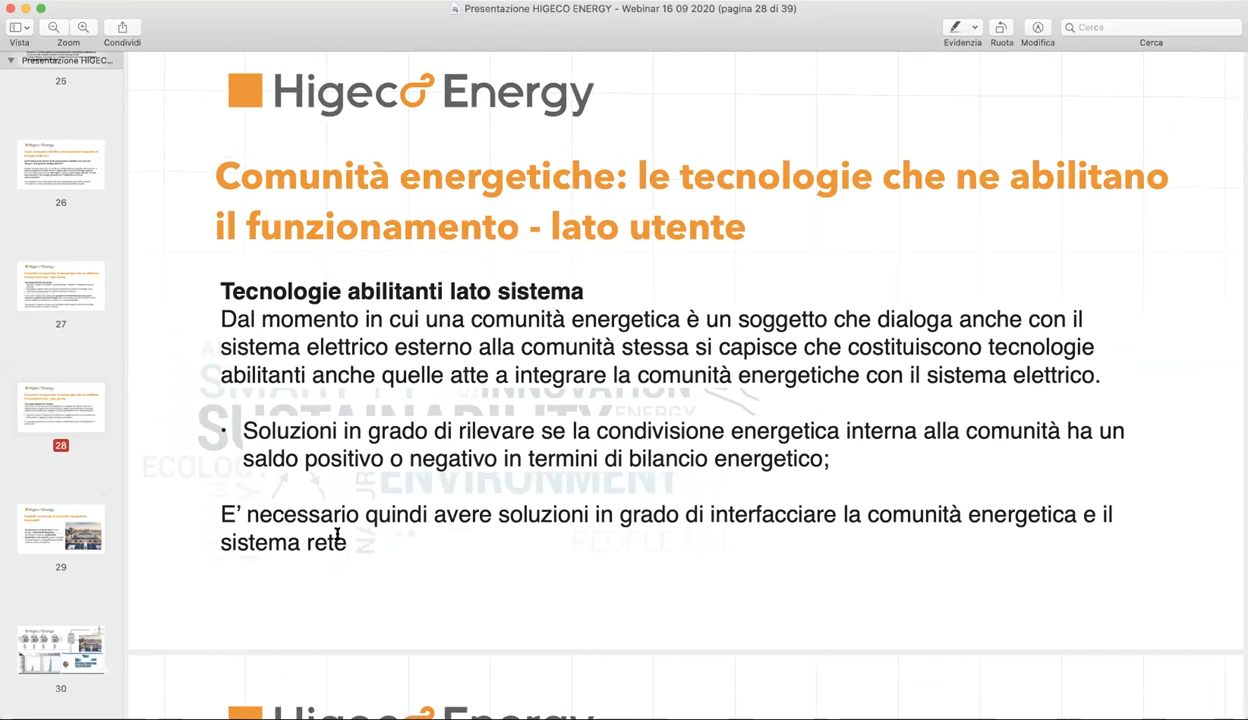 Presentazione HIGECO ENERGY - Webinar 16 09 2020 (pagina 28 di 39)
Vista
Zoom
Condividi
Evidenzia
Ruota
Modifica
Cerca
Cerca
Presentazione HIGEC...
25
26
27
28
29
30
Higeco Energy
Comunità energetiche: le tecnologie che ne abilitano
il funzionamento - lato utente
Tecnologie abilitanti lato sistema
Dal momento in cui una comunità energetica è un soggetto che dialoga anche con il
sistema elettrico esterno alla comunità stessa si capisce che costituiscono tecnologie
abilitanti anche quelle atte a integrare la comunità energetiche con il sistema elettrico.
• Soluzioni in grado di rilevare se la condivisione energetica interna alla comunità ha un
saldo positivo o negativo in termini di bilancio energetico;
E' necessario quindi avere soluzioni in grado di interfacciare la comunità energetica e il
sistema rete
INNOVATION
SUSTAINABILITY
ENERGY
ENVIRONMENT
PEOPLE
Higeco Energy